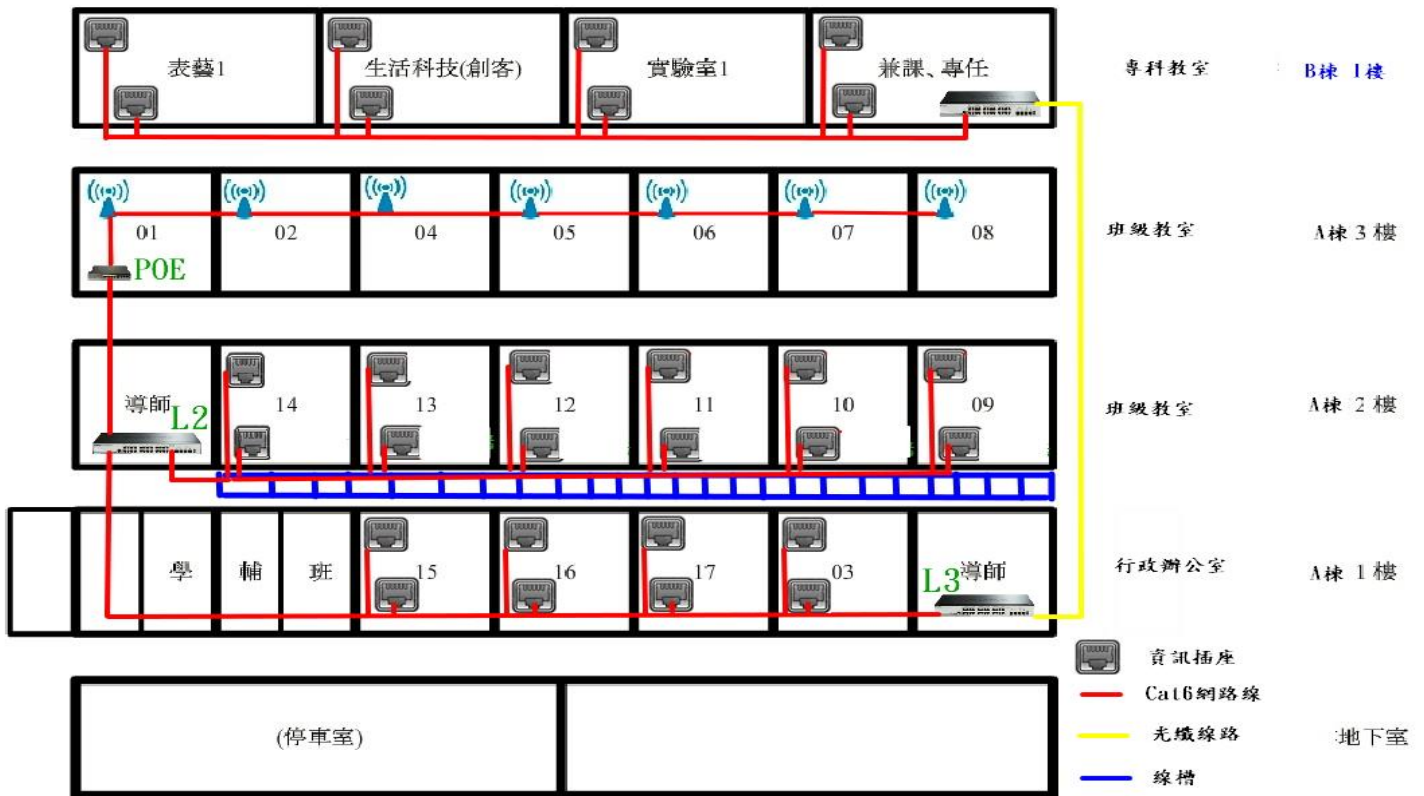 表藝1
生活科技(創客)
實驗室1
兼課、專任
專科教室
B棟 1樓
01
02
04
05
06
07
08
POE
班級教室
A棟 3 樓
導師
L2
14
13
12
11
10
09
班級教室
A棟 2 樓
學
輔
班
15
16
17
03
導師
L3
行政辦公室
A棟 1 樓
資訊插座
Cat6網路線
光纖線路
線槽
(停車室)
地下室